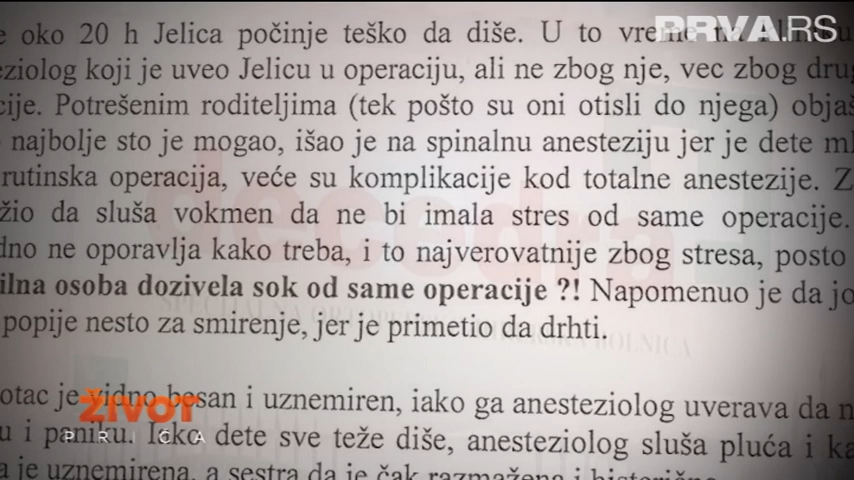 PRVA.RS
e oko 20 h Jelica počinje teško da diše. U to vreme na
eziolog koji je uveo Jelicu u operaciju, ali ne zbog nje, vec zbog drug
cije. Potrešenim roditeljima (tek pošto su oni otisli do njega) objaš
najbolje sto je mogao, išao je na spinalnu anesteziju jer je dete ml
rutinska operacija, veće su komplikacije kod totalne anestezije. Z
žio da sluša vokmen da ne bi imala stres od same operacije.
dno ne oporavlja kako treba, i to najverovatnije zbog stresa, posto
ilna osoba dozivela sok od same operacije ?! Napomenuo je da jo
popije nesto za smirenje, jer je primetio da drhti.
otac je vidno besan i uznemiren, iako ga anesteziolog uverava da n
u i paniku. Iako dete sve teže diše, anesteziolog sluša pluća i ka
a je uznemirena, a sestra da je čak razmažena i histerična
ŽIVOT
PRIČA